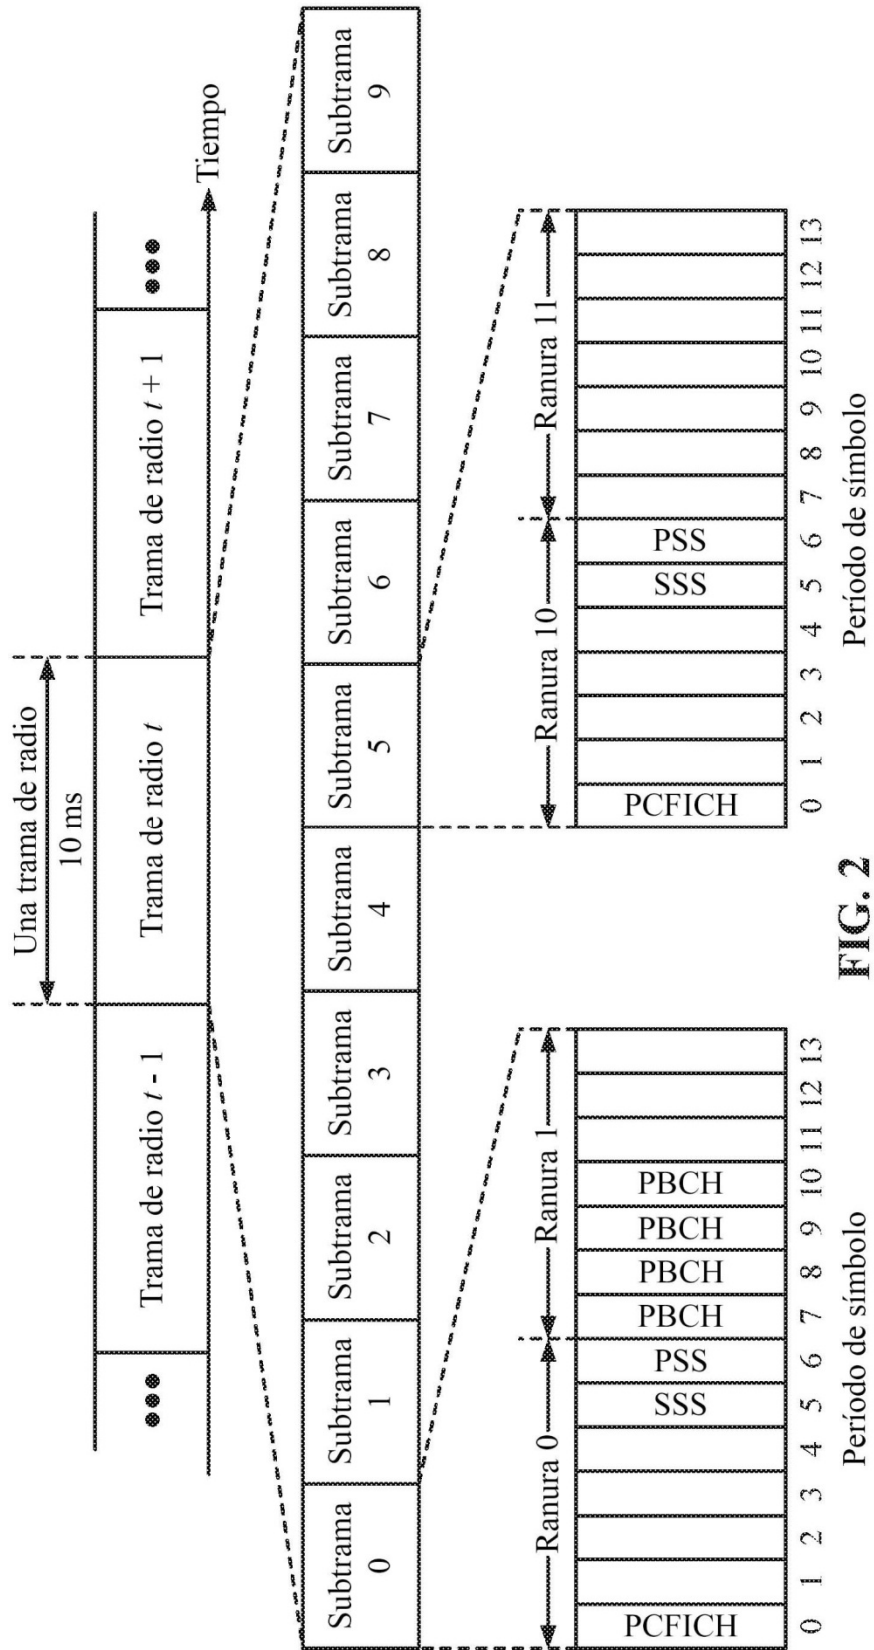 Una trama de radio
10 ms
Trama de radio t - 1
Trama de radio t
Trama de radio t + 1
Tiempo
Subtrama 0
Subtrama 1
Subtrama 2
Subtrama 3
Subtrama 4
Subtrama 5
Subtrama 6
Subtrama 7
Subtrama 8
Subtrama 9
Ranura 0
Ranura 1
PCFICH
SSS
PSS
PBCH
PBCH
PBCH
PBCH
0 1 2 3 4 5 6 7 8 9 10 11 12 13
Período de símbolo
Ranura 10
Ranura 11
PCFICH
SSS
PSS
0 1 2 3 4 5 6 7 8 9 10 11 12 13
Período de símbolo
FIG. 2